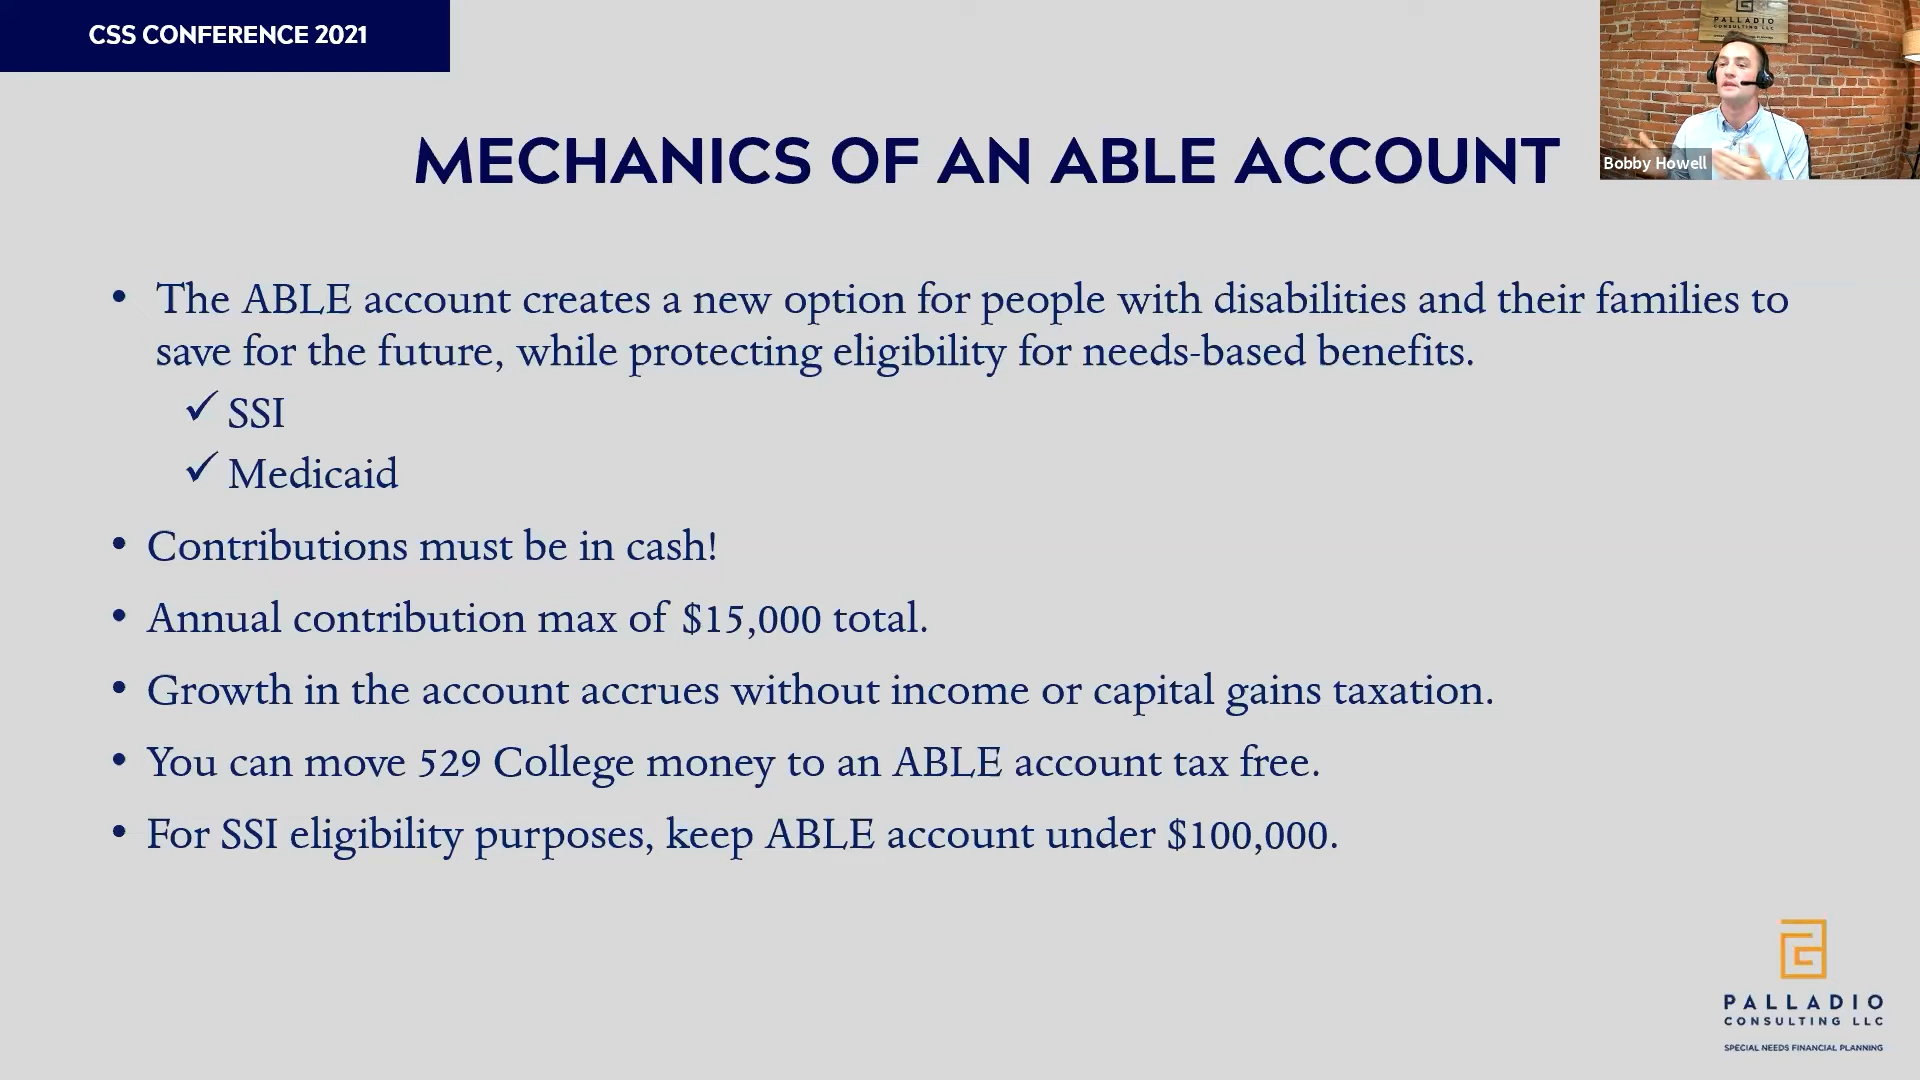 CSS CONFERENCE 2021
PALLADIO
CONSULTING LLC
Bobby Howell
MECHANICS OF AN ABLE ACCOUNT
• The ABLE account creates a new option for people with disabilities and their families to
save for the future, while protecting eligibility for needs-based benefits.
✓ SSI
✓ Medicaid
• Contributions must be in cash!
• Annual contribution max of $15,000 total.
• Growth in the account accrues without income or capital gains taxation.
• You can move 529 College money to an ABLE account tax free.
• For SSI eligibility purposes, keep ABLE account under $100,000.
PALLADIO
CONSULTING LLC
SPECIAL NEEDS FINANCIAL PLANNING